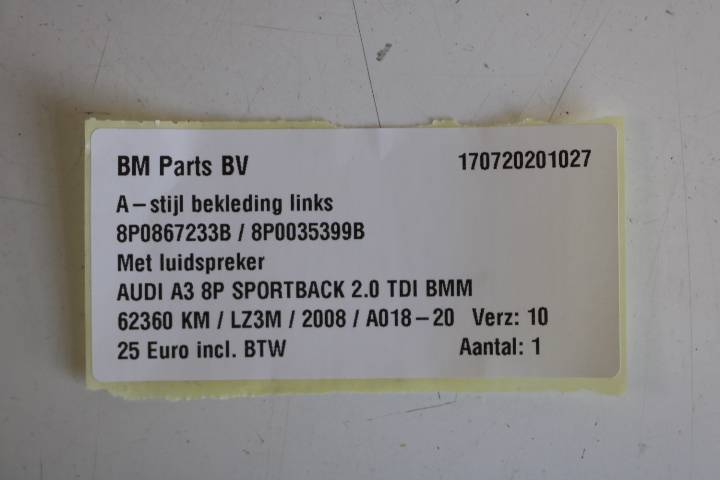 BM Parts BV 170720201027
A-stijl bekleding links
8P0867233B / 8P0035399B
Met luidspreker
AUDI A3 8P SPORTBACK 2.0 TDI BMM
62360 KM / LZ3M / 2008 / A018-20 Verz: 10
25 Euro incl. BTW Aantal: 1